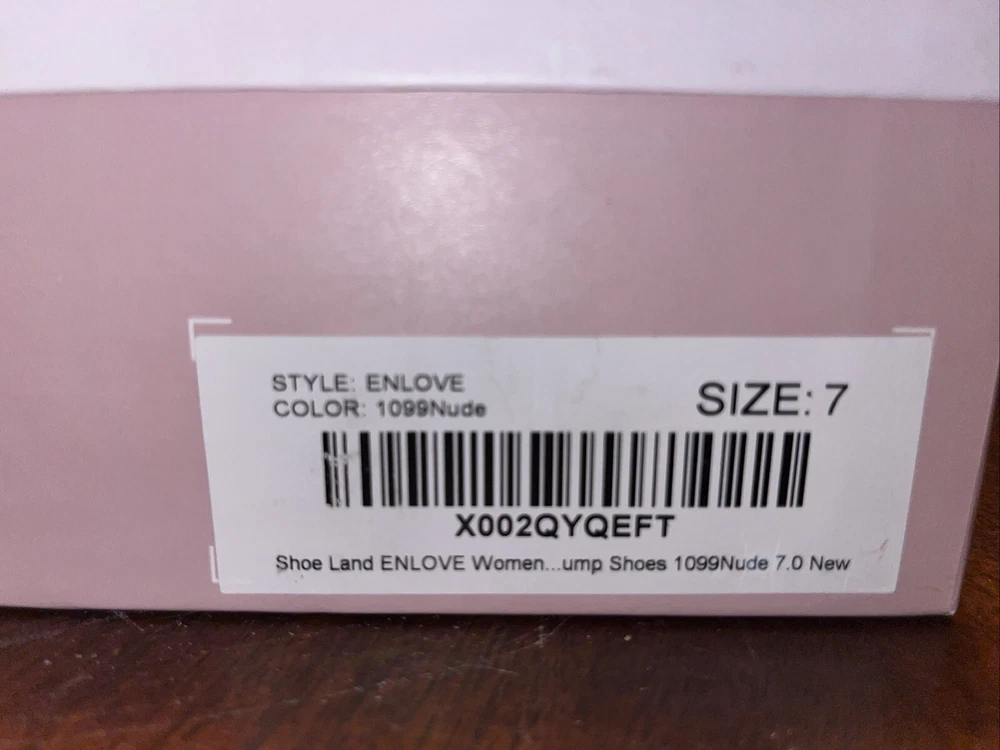 STYLE: ENLOVE
COLOR: 1099Nude
SIZE: 7
X002QYQEFT
Shoe Land ENLOVE Women...ump Shoes 1099Nude 7.0 New